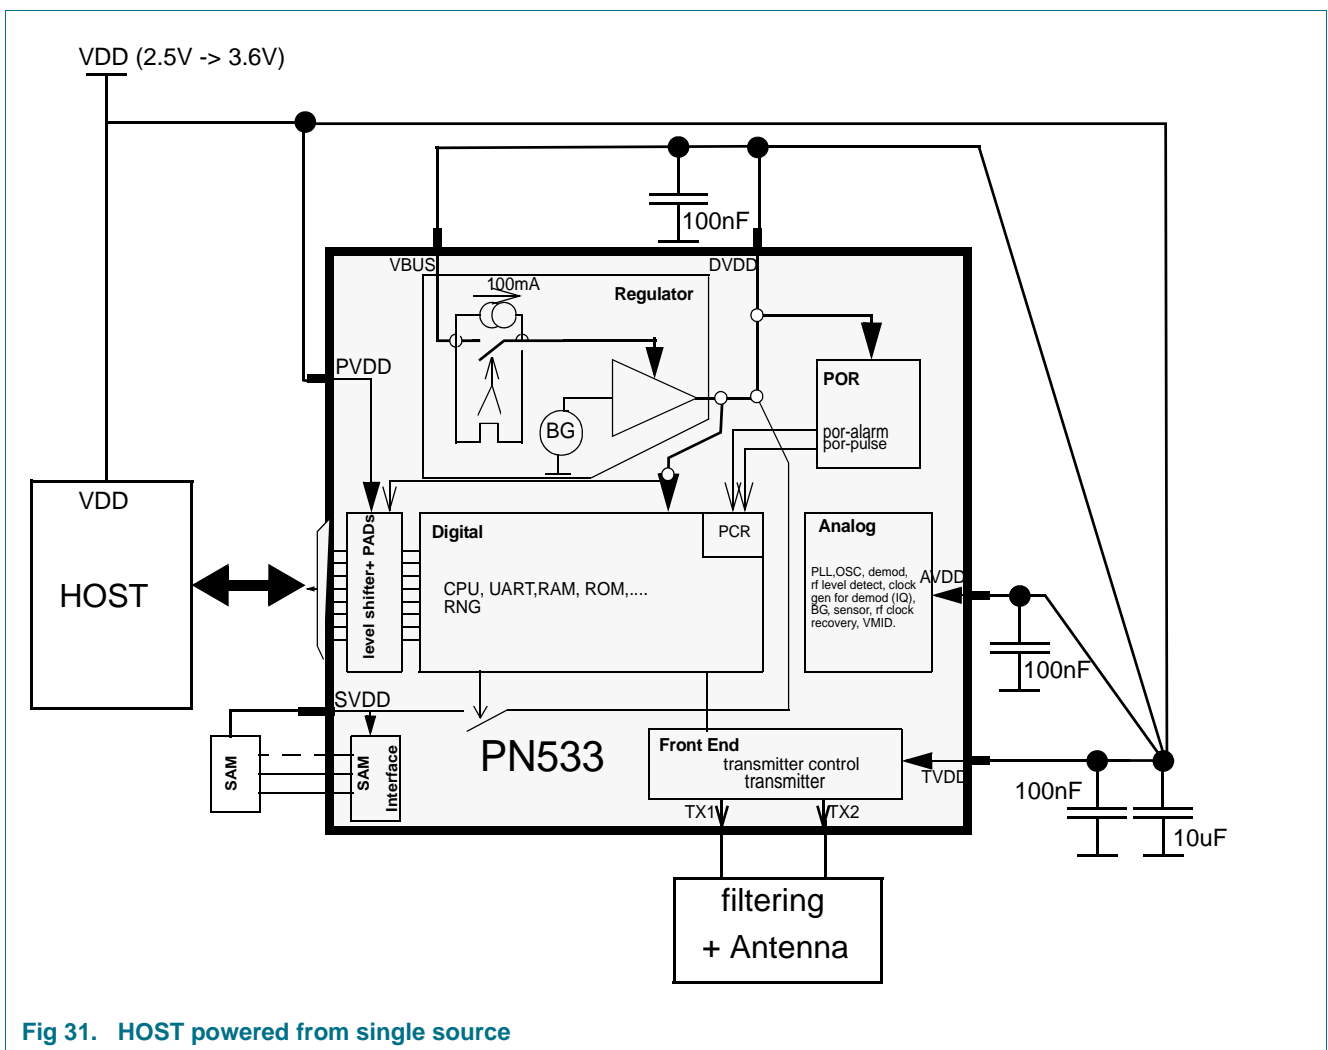 VDD (2.5V -> 3.6V)
100nF
VBUS
DVDD
100mA
Regulator
PVDD
POR
BG
por-alarm
por-pulse
VDD
HOST
level shifter+ PADs
Digital
PCR
CPU, UART,RAM, ROM,....
RNG
Analog
PLL,OSC, demod,
rf level detect, clock
gen for demod (IQ),
BG, sensor, rf clock
recovery, VMID.
AVDD
100nF
SVDD
SAM
SAM
Interface
PN533
Front End
transmitter control
transmitter
TVDD
TX1
TX2
100nF
10uF
filtering
+ Antenna
Fig 31. HOST powered from single source